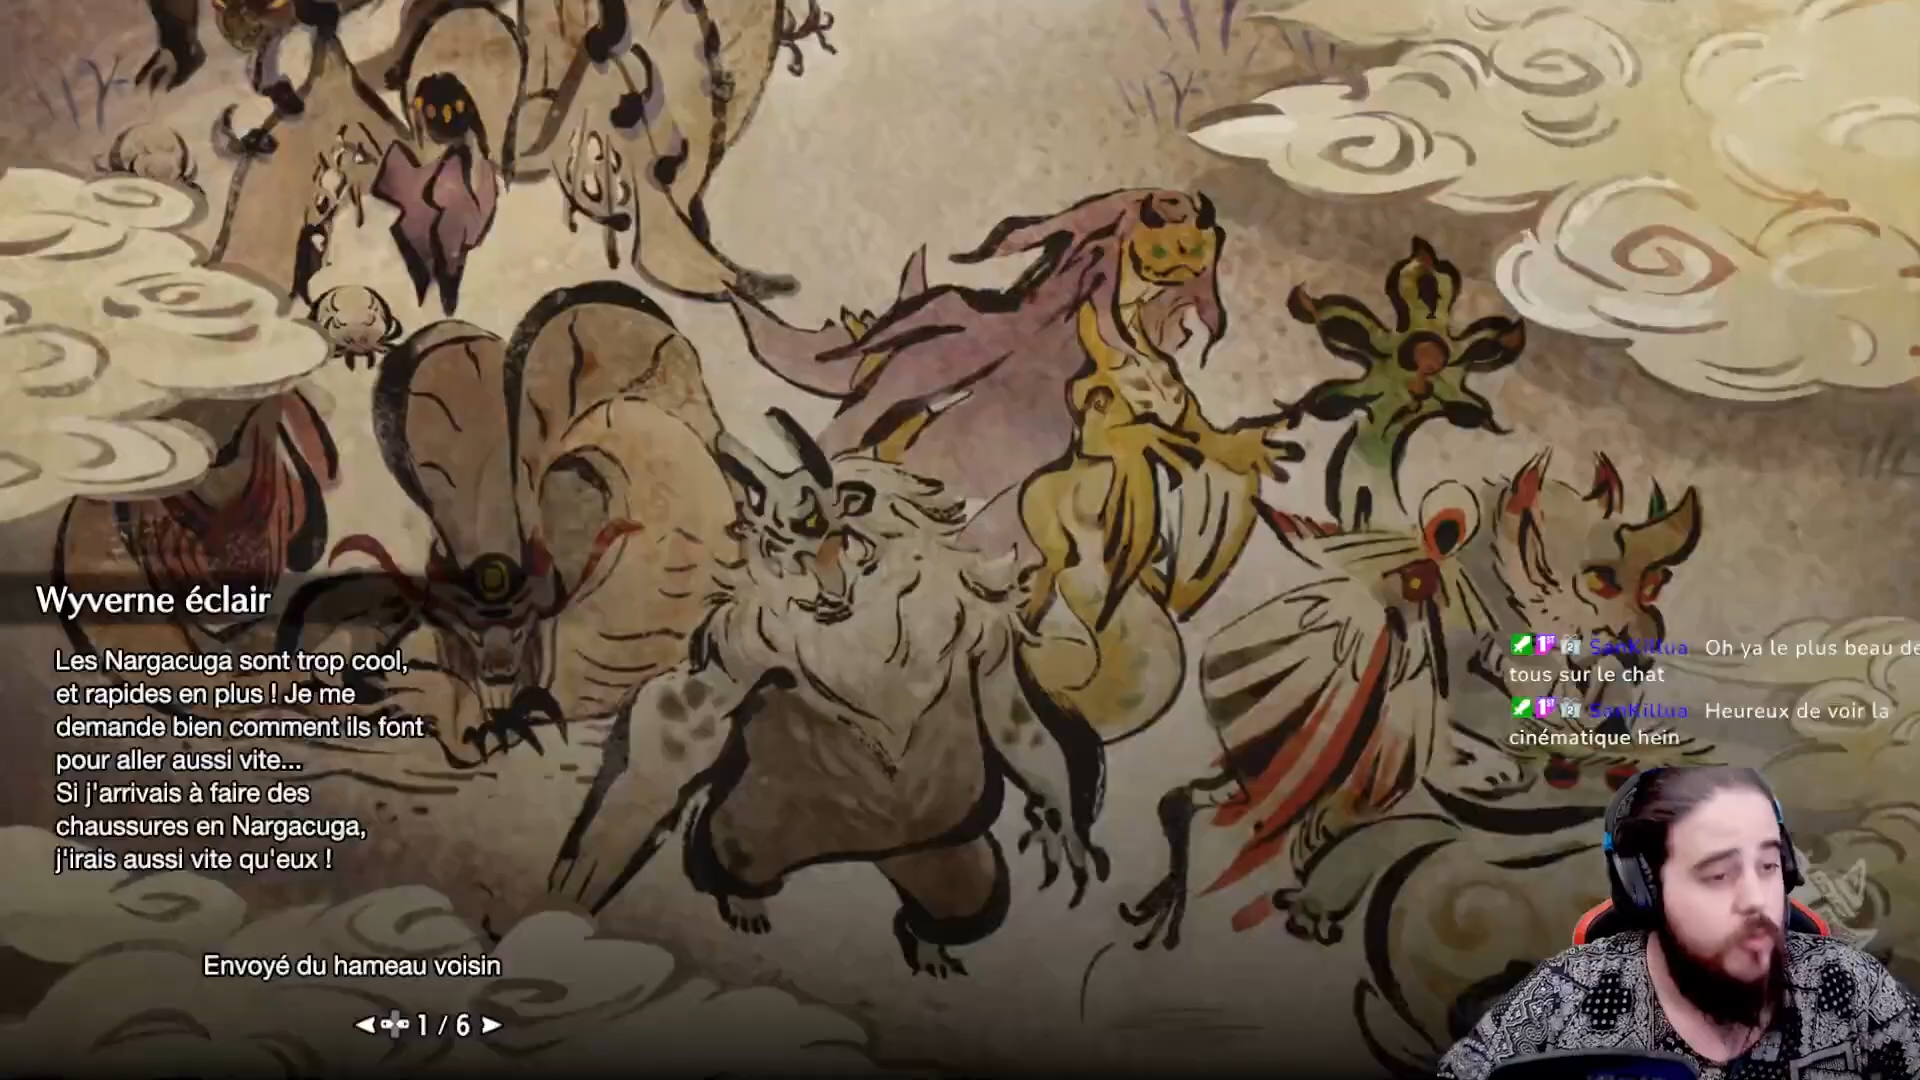 Wyverne éclair
Les Nargacuga sont trop cool,
et rapides en plus ! Je me
demande bien comment ils font
pour aller aussi vite...
Si j'arrivais à faire des
chaussures en Nargacuga,
j'irais aussi vite qu'eux !
Envoyé du hameau voisin
1 / 6
SanKillua Oh ya le plus beau de
tous sur le chat
SanKillua Heureux de voir la
cinématique hein